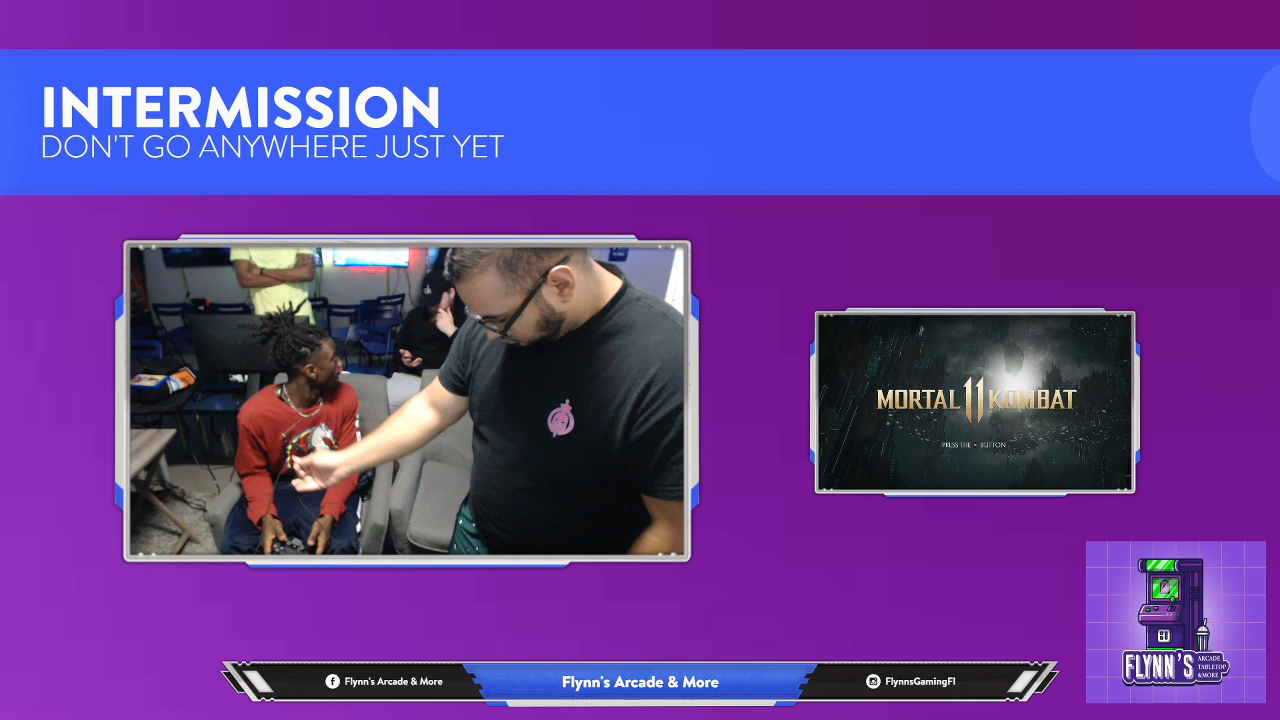 INTERMISSION
DON'T GO ANYWHERE JUST YET
MORTAL 11 KOMBAT
PRESS THE + BUTTON
Flynn's Arcade & More
Flynn's Arcade & More
FlynnsGamingFl
FLYNN'S
ARCADE
TABLETOP
&MORE